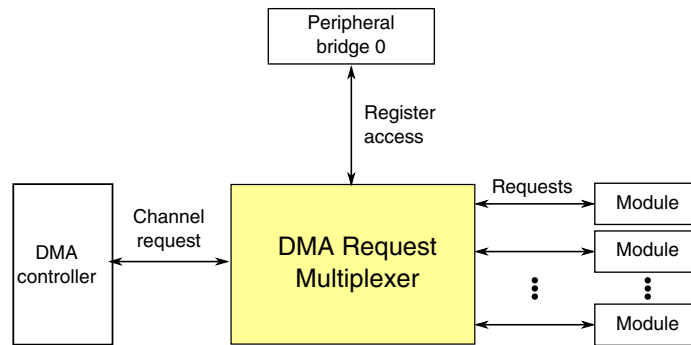 Peripheral
bridge 0
Register
access
Requests
Module
Channel
request
DMA Request
Multiplexer
DMA
controller
Module
Module